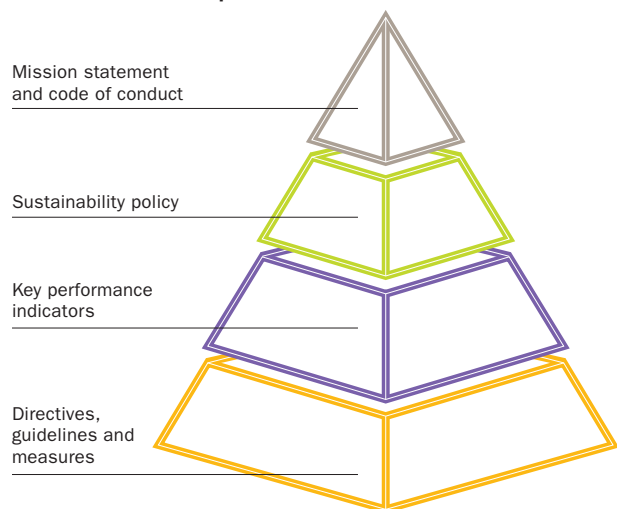 Mission statement
and code of conduct
Sustainability policy
Key performance
indicators
Directives,
guidelines and
measures